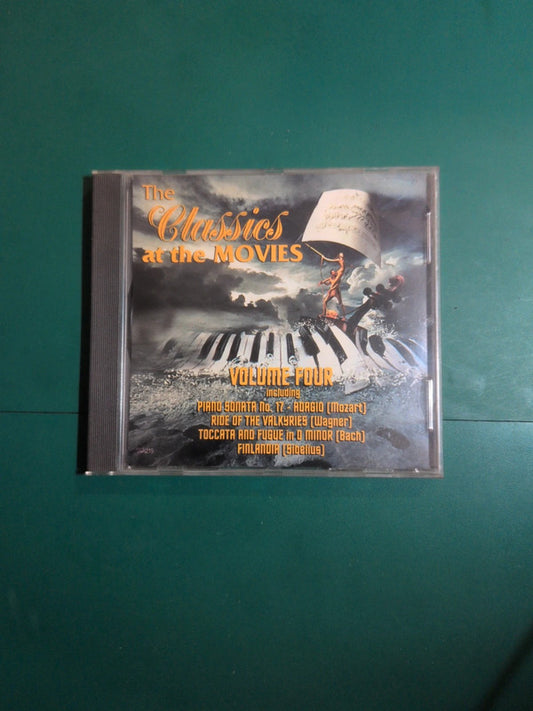 The
Classics
at the MOVIES
VOLUME FOUR
including
PIANO SONATA No. 17 - ADAGIO (Mozart)
RIDE OF THE VALKYRIES (Wagner)
TOCCATA AND FUGUE in D MINOR (Bach)
FINLANDIA (Sibelius)